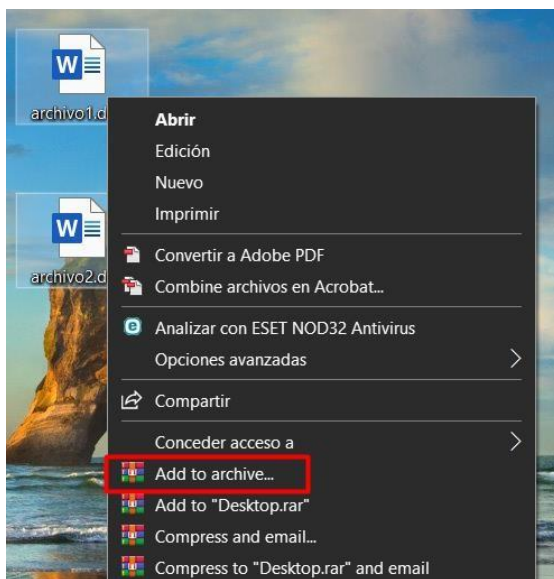 archivo1.d
Abrir
Edición
Nuevo
Imprimir
archivo2.d
Convertir a Adobe PDF
Combine archivos en Acrobat...
Analizar con ESET NOD32 Antivirus
Opciones avanzadas
Compartir
Conceder acceso a
Add to archive...
Add to "Desktop.rar"
Compress and email...
Compress to "Desktop.rar" and email